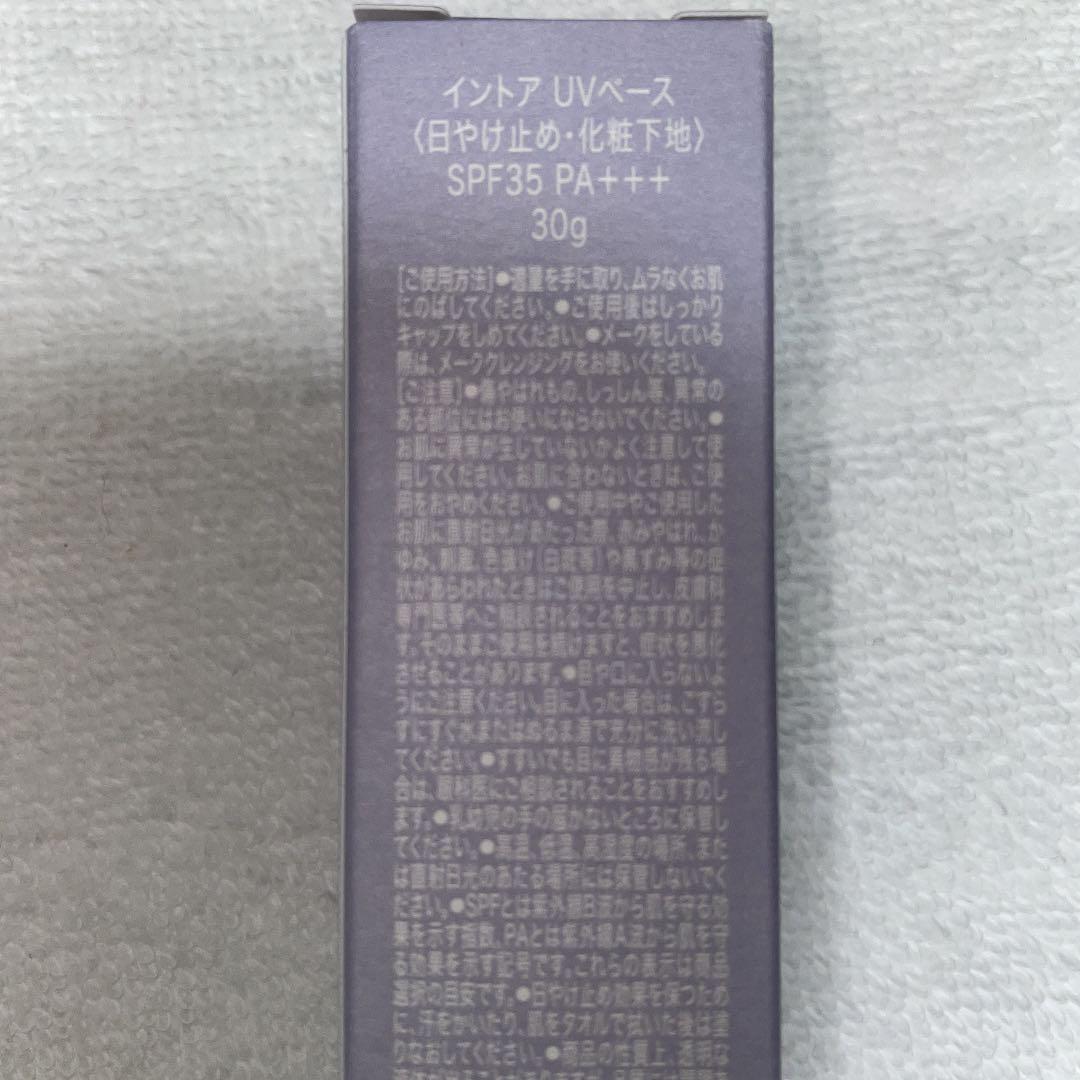 イントア UVベース
〈日やけ止め・化粧下地〉
SPF35 PA+++
30g
[ご使用方法]●適量を手に取り、ムラなくお肌
にのばしてください。●ご使用後はしっかり
キャップをしめてください。●メークをしている
際は、メーククレンジングをお使いください。
[ご注意]●傷やはれもの、しっしん等、異常の
ある部位にはお使いにならないでください。●
お肌に異常が生じていないかよく注意して使
用してください。お肌に合わないときは、ご使
用をおやめください。●ご使用中やご使用した
お肌に直射日光があたった際、赤みやはれ、か
ゆみ、刺激、色抜け(白斑等)や黒ずみ等の症
状があらわれたときはご使用を中止し、皮膚科
専門医等へご相談されることをおすすめしま
す。そのままご使用を続けますと、症状を悪化
させることがあります。●目や口に入らないよ
うにご注意ください。目に入った場合は、こすら
ずにすぐ水またはぬるま湯で充分に洗い流し
てください。●すすいでも目に異物感が残る場
合は、眼科医にご相談されることをおすすめし
ます。●乳幼児の手の届かないところに保管し
てください。●高温、低温、高湿度の場所、また
は直射日光のあたる場所には保管しないでく
ださい。●SPFとは紫外線B波から肌を守る効
果を示す指数、PAとは紫外線A波から肌を守
る効果を示す記号です。これらの表示は商品
選択の目安です。●日やけ止め効果を保つため
に、汗をかいたり、肌をタオルで拭いた後は塗
りなおしてください。●商品の性質上、透明な